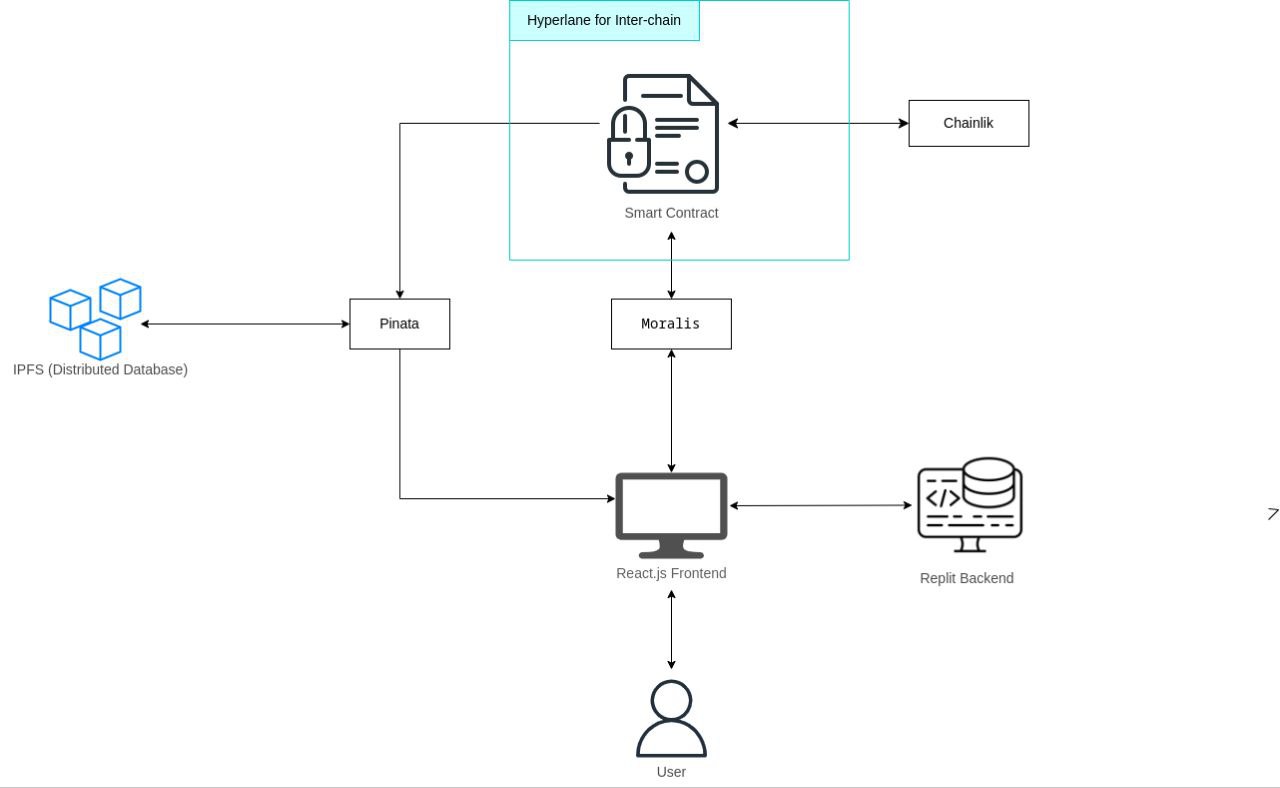 Hyperlane for Inter-chain
Chainlik
Smart Contract
Pinata
Moralis
IPFS (Distributed Database)
React.js Frontend
Replit Backend
User